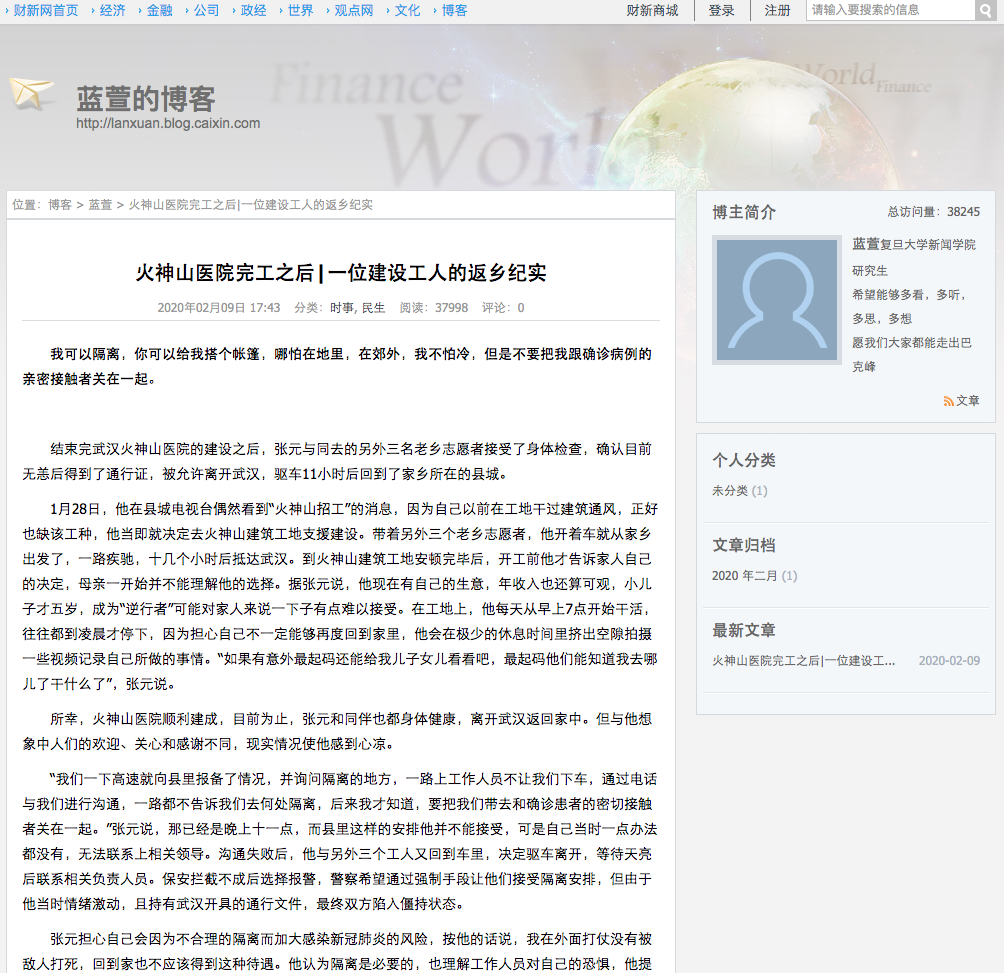 › 财新网首页 › 经济 › 金融 › 公司 › 政经 › 世界 › 观点网 › 文化 › 博客 财新商城 登录 注册 请输入要搜索的信息
Finance World World Finance
蓝萱的博客
http://lanxuan.blog.caixin.com
位置：博客 > 蓝萱 > 火神山医院完工之后|一位建设工人的返乡纪实
火神山医院完工之后|一位建设工人的返乡纪实
2020年02月09日 17:43 分类：时事, 民生 阅读：37998 评论：0
我可以隔离，你可以给我搭个帐篷，哪怕在地里，在郊外，我不怕冷，但是不要把我跟确诊病例的
亲密接触者关在一起。
结束完武汉火神山医院的建设之后，张元与同去的另外三名老乡志愿者接受了身体检查，确认目前
无恙后得到了通行证，被允许离开武汉，驱车11小时后回到了家乡所在的县城。
1月28日，他在县城电视台偶然看到“火神山招工”的消息，因为自己以前在工地干过建筑通风，正好
也缺该工种，他当即就决定去火神山建筑工地支援建设。带着另外三个老乡志愿者，他开着车就从家乡
出发了，一路疾驰，十几个小时后抵达武汉。到火神山建筑工地安顿完毕后，开工前他才告诉家人自己
的决定，母亲一开始并不能理解他的选择。据张元说，他现在有自己的生意，年收入也还算可观，小儿
子才五岁，成为“逆行者”可能对家人来说一下子有点难以接受。在工地上，他每天从早上7点开始干活，
往往都到凌晨才停下，因为担心自己不一定能够再度回到家里，他会在极少的休息时间里挤出空隙拍摄
一些视频记录自己所做的事情。“如果有意外最起码还能给我儿子女儿看看吧，最起码他们能知道我去哪
儿了干什么了”，张元说。
所幸，火神山医院顺利建成，目前为止，张元和同伴也都身体健康，离开武汉返回家中。但与他想
象中人们的欢迎、关心和感谢不同，现实情况使他感到心凉。
“我们一下高速就向县里报备了情况，并询问隔离的地方，一路上工作人员不让我们下车，通过电话
与我们进行沟通，一路都不告诉我们去何处隔离，后来我才知道，要把我们带去和确诊患者的密切接触
者关在一起。”张元说，那已经是晚上十一点，而县里这样的安排他并不能接受，可是自己当时一点办法
都没有，无法联系上相关领导。沟通失败后，他与另外三个工人又回到车里，决定驱车离开，等待天亮
后联系相关负责人员。保安拦截不成后选择报警，警察希望通过强制手段让他们接受隔离安排，但由于
他当时情绪激动，且持有武汉开具的通行文件，最终双方陷入僵持状态。
张元担心自己会因为不合理的隔离而加大感染新冠肺炎的风险，按他的话说，我在外面打仗没有被
敌人打死，回到家也不应该得到这种待遇。他认为隔离是必要的，也理解工作人员对自己的恐惧，他提
博主简介 总访问量：38245
蓝萱复旦大学新闻学院
研究生
希望能够多看，多听，
多思，多想
愿我们大家都能走出巴
克峰
文章
个人分类
未分类 (1)
文章归档
2020 年二月 (1)
最新文章
火神山医院完工之后|一位建设工... 2020-02-09